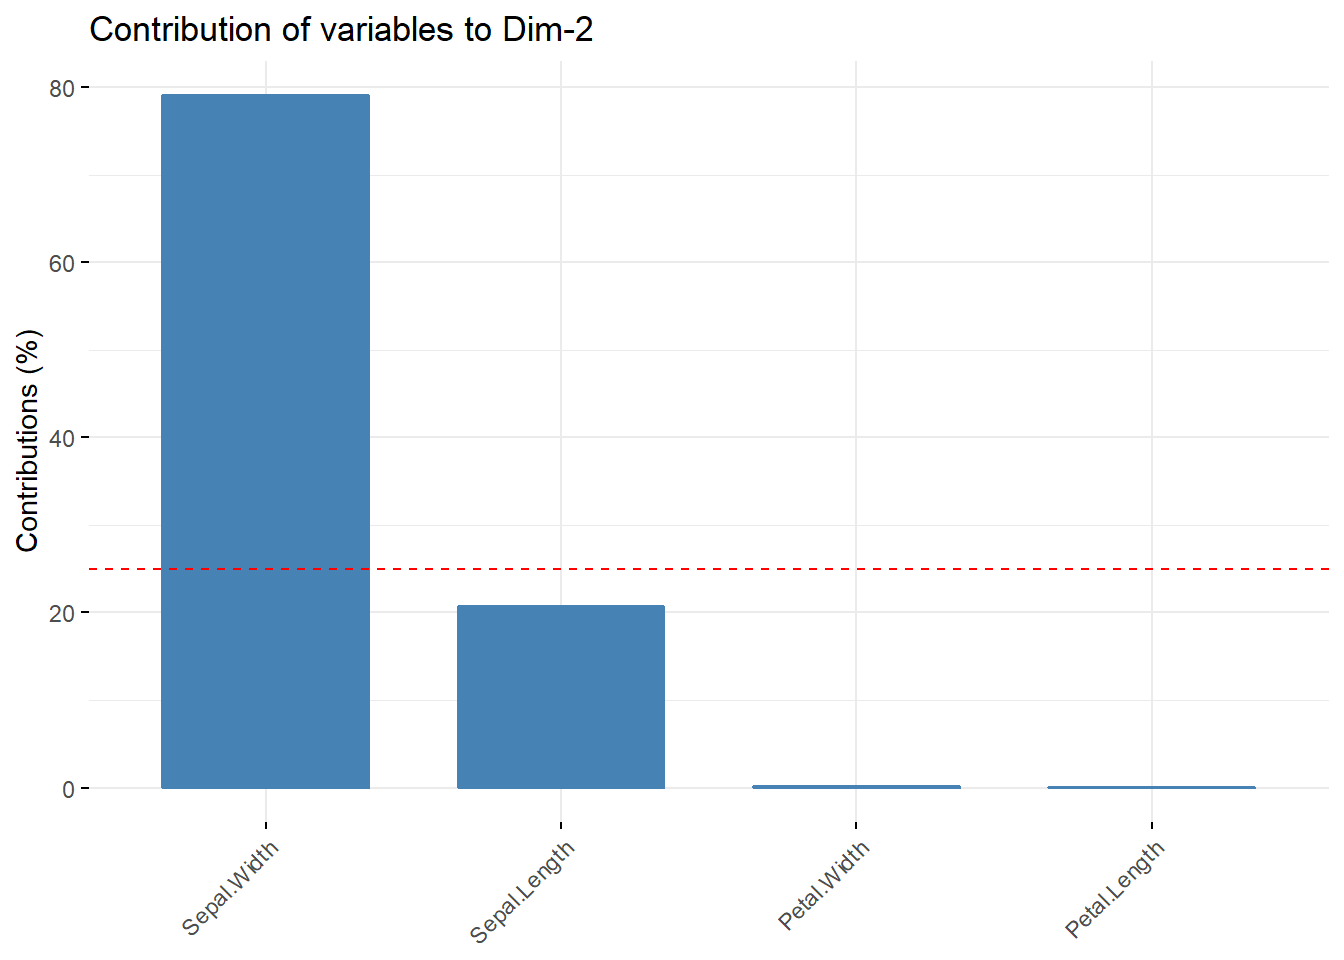 Contribution of variables to Dim-2
Contributions (%)
80
60
40
20
0
Sepal.Width
Sepal.Length
Petal.Width
Petal.Length